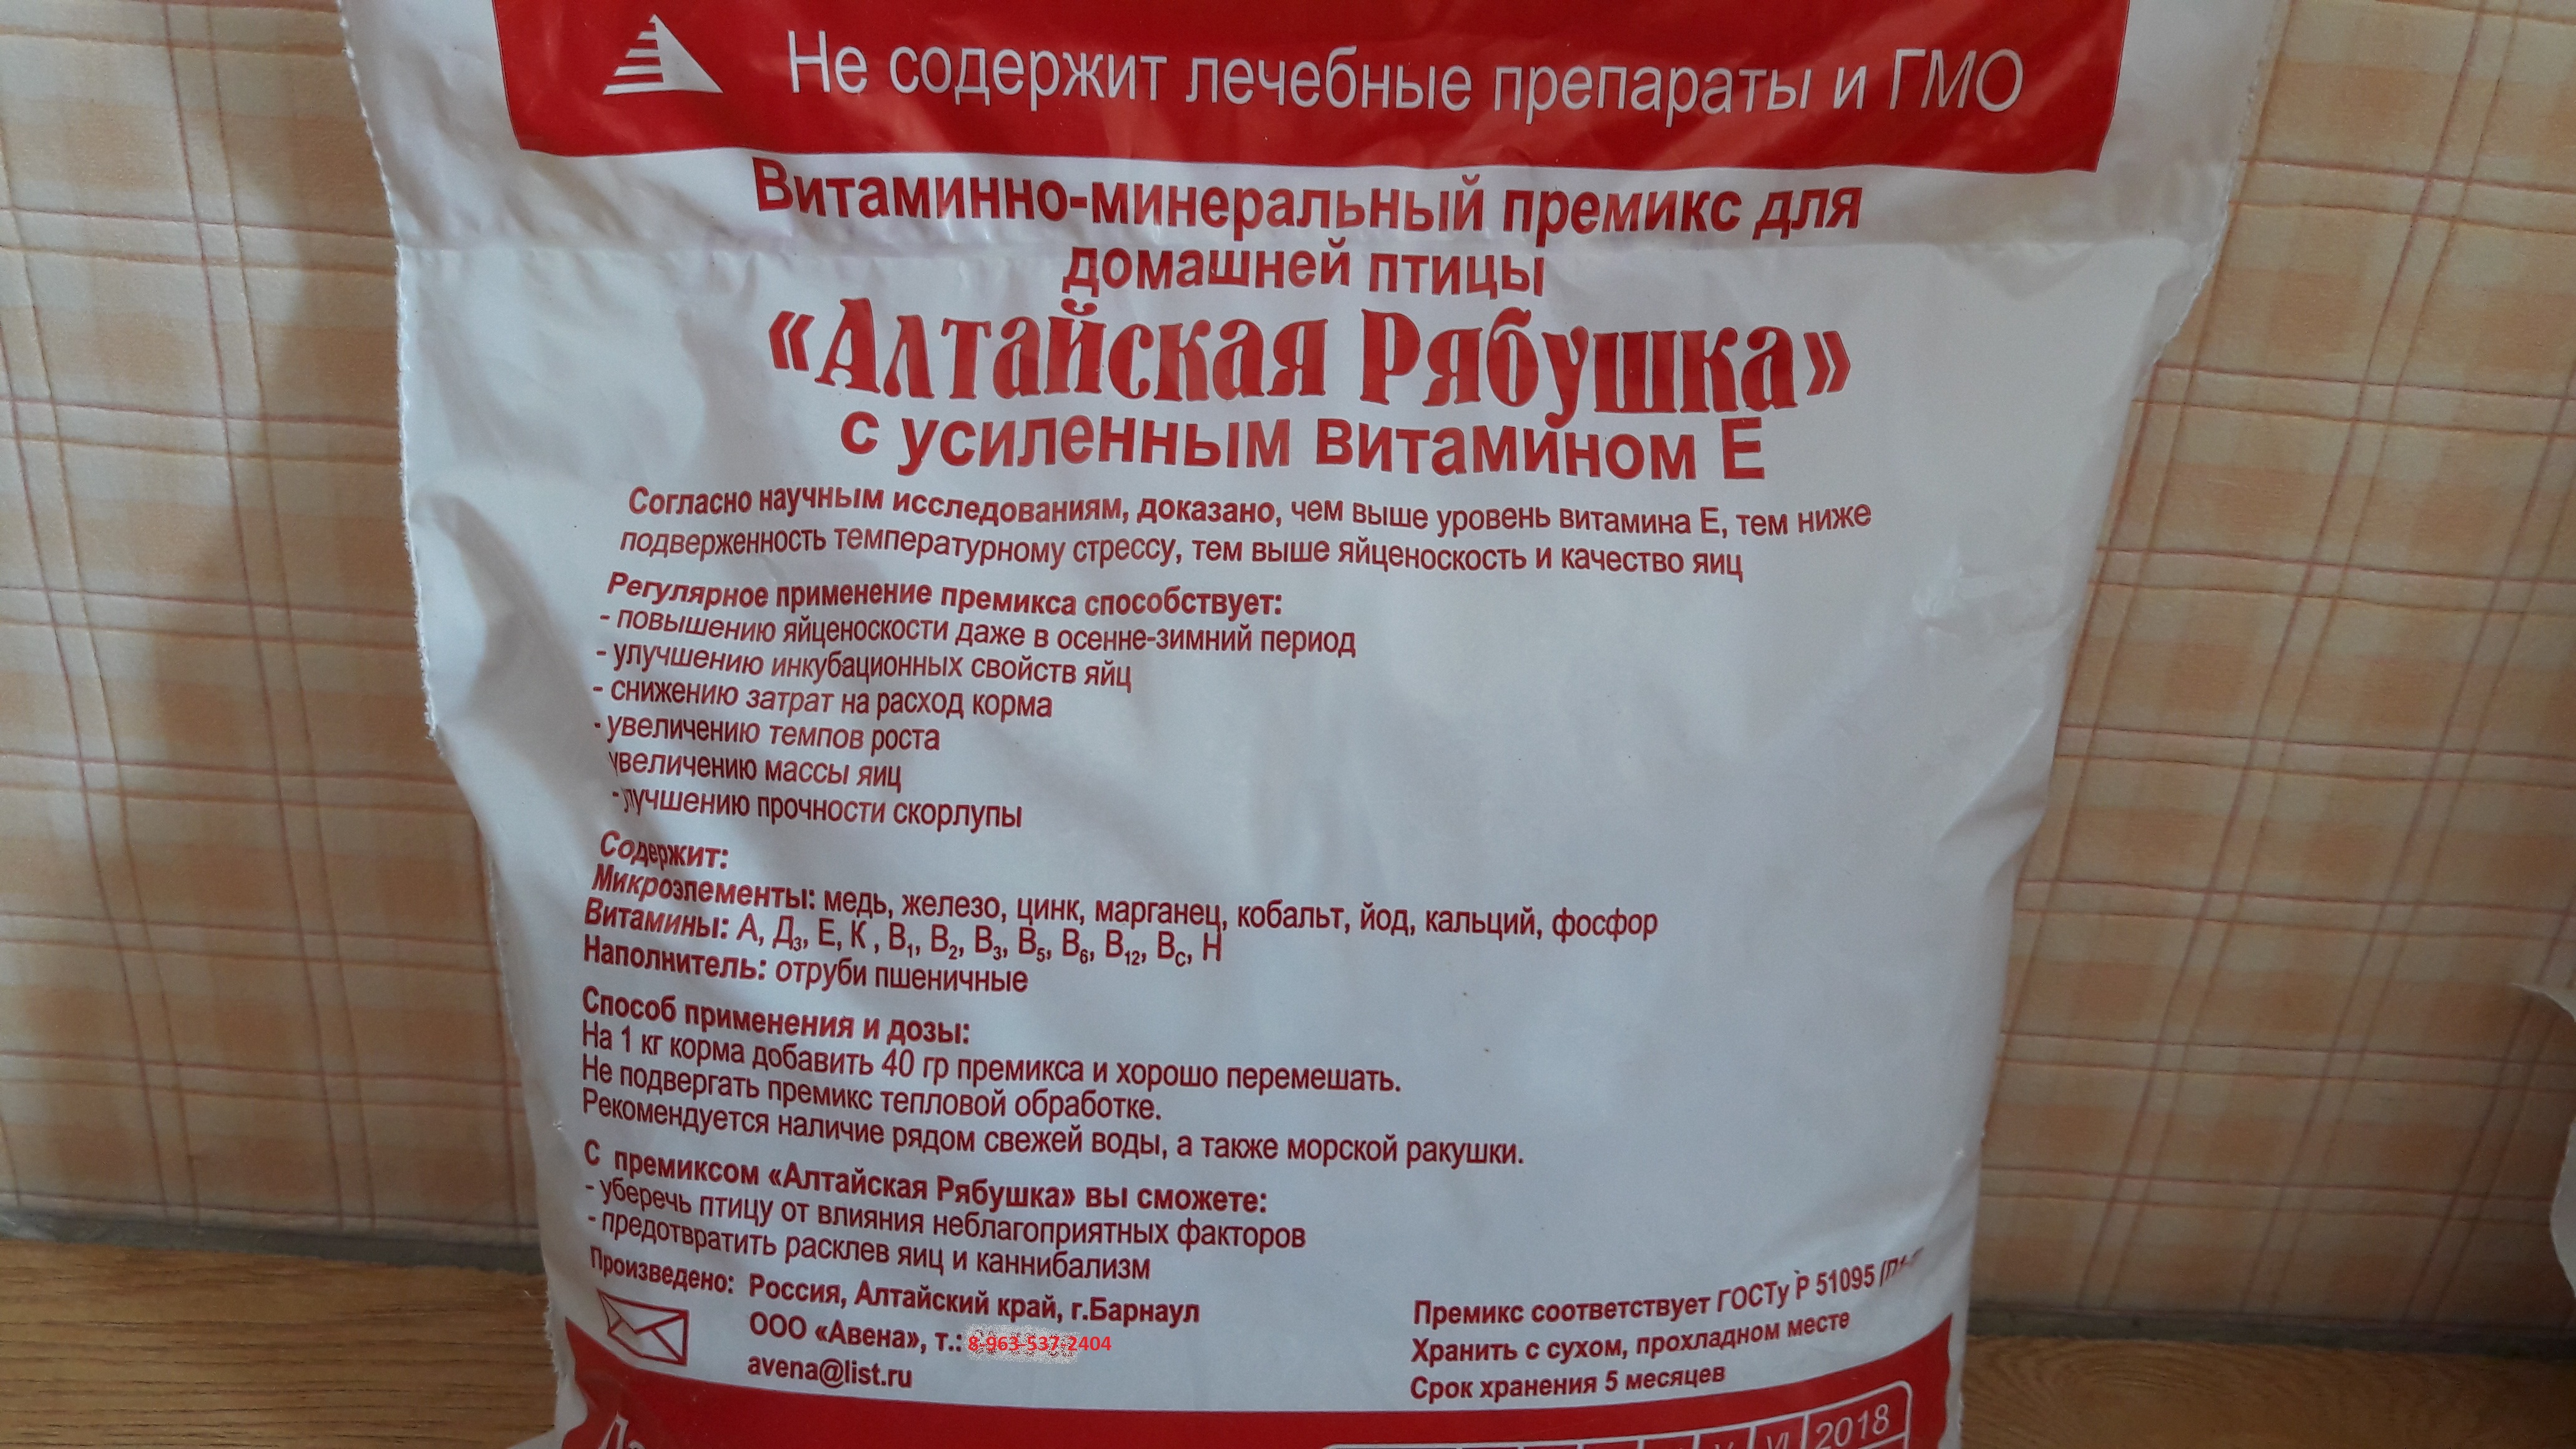 Не содержит лечебные препараты и ГМО
Витаминно-минеральный премикс для
домашней птицы
«Алтайская Рябушка»
с усиленным витамином Е
Согласно научным исследованиям, доказано, чем выше уровень витамина Е, тем ниже
подверженность температурному стрессу, тем выше яйценоскость и качество яиц
Регулярное применение премикса способствует:
- повышению яйценоскости даже в осенне-зимний период
- улучшению инкубационных свойств яйц
- снижению затрат на расход корма
- увеличению темпов роста
увеличению массы яиц
- улучшению прочности скорлупы
Содержит:
Микроэлементы: медь, железо, цинк, марганец, кобальт, йод, кальций, фосфор
Витамины: А, Д3, Е, К , В1, В2, В3, В5, В6, В12, ВС, Н
Наполнитель: отруби пшеничные
Способ применения и дозы:
На 1 кг корма добавить 40 гр премикса и хорошо перемешать.
Не подвергать премикс тепловой обработке.
Рекомендуется наличие рядом свежей воды, а также морской ракушки.
С премиксом «Алтайская Рябушка» вы сможете:
- уберечь птицу от влияния неблагоприятных факторов
- предотвратить расклев яиц и каннибализм
Произведено: Россия, Алтайский край, г.Барнаул
ООО «Авена», т.: 8-963-537-2404
avena@list.ru
Премикс соответствует ГОСТу Р 51095
Хранить с сухом, прохладном месте
Срок хранения 5 месяцев
V VI 2018